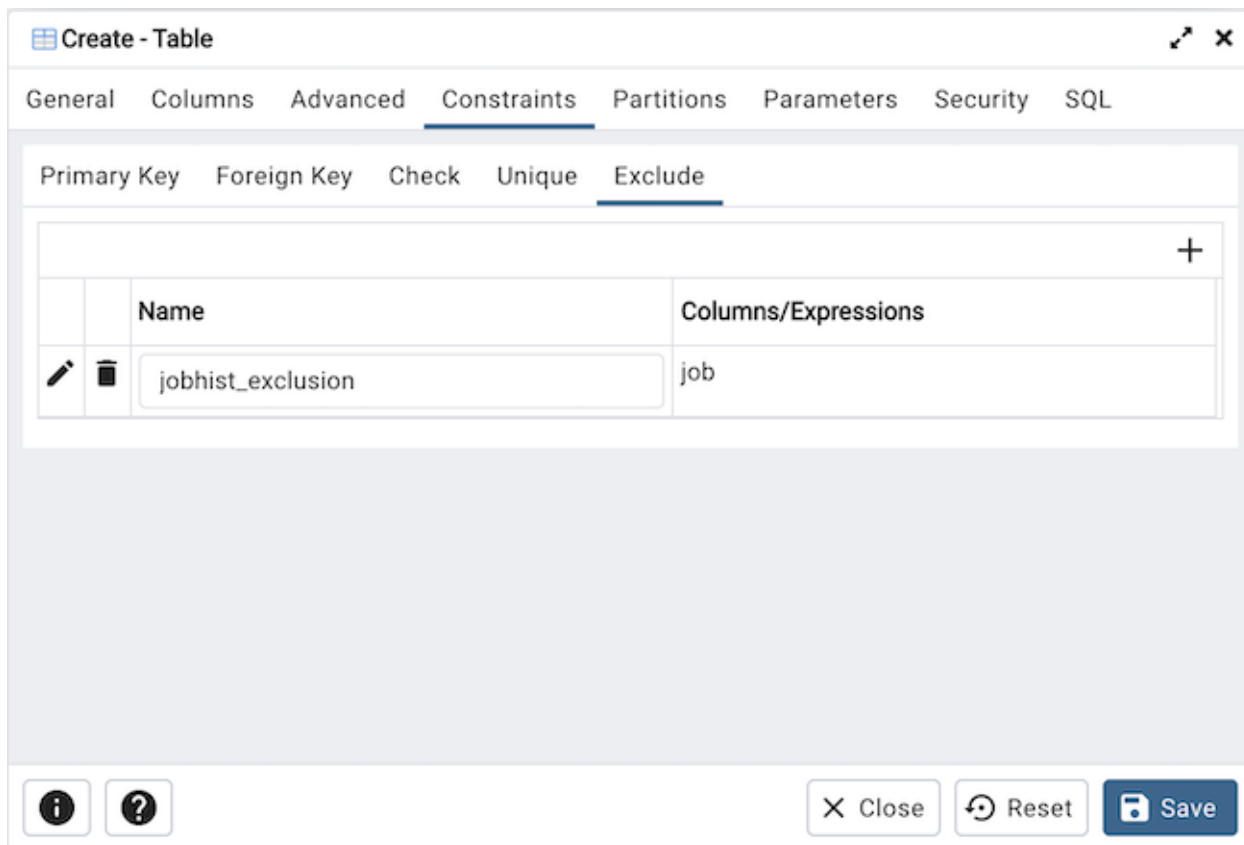 Create - Table
General Columns Advanced Constraints Partitions Parameters Security SQL
Primary Key Foreign Key Check Unique Exclude
Name Columns/Expressions
jobhist_exclusion job
Close Reset Save